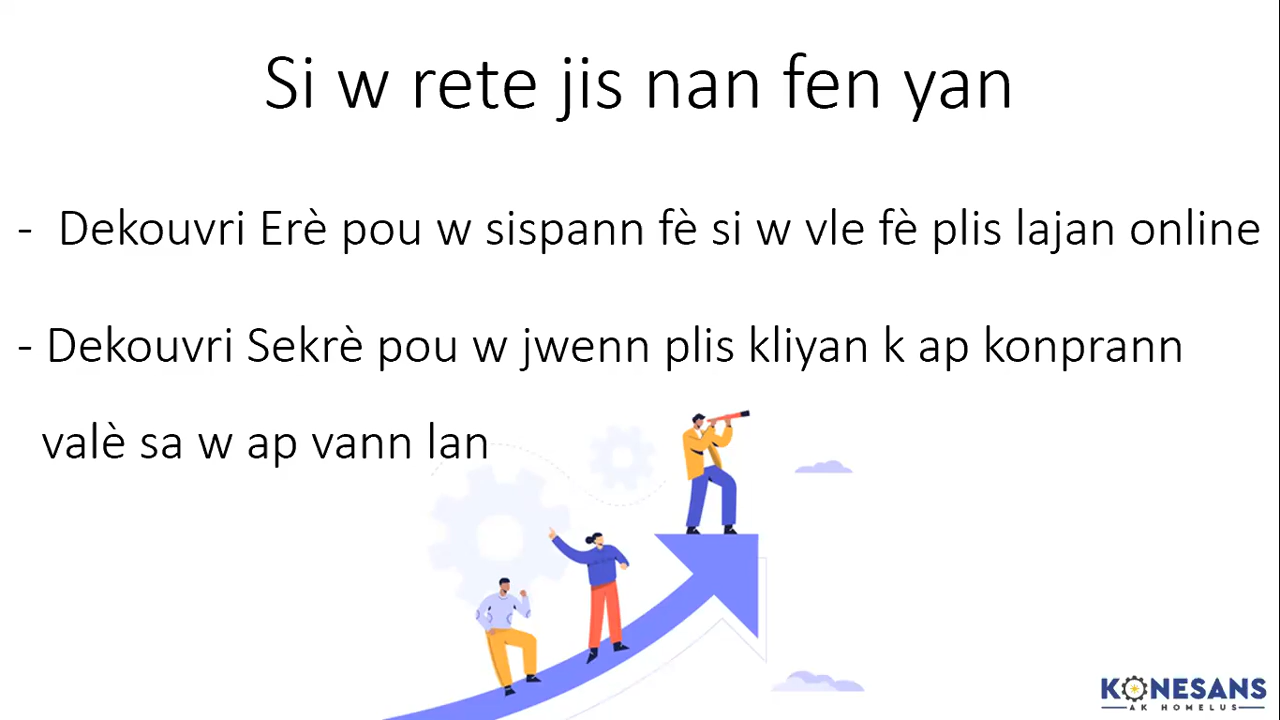 Si w rete jis nan fen yan
- Dekouvri Erè pou w sispann fè si w vle fè plis lajan online
- Dekouvri Sekrè pou w jwenn plis kliyan k ap konprann
valè sa w ap vann lan
KONESANS
AK HOMELUS